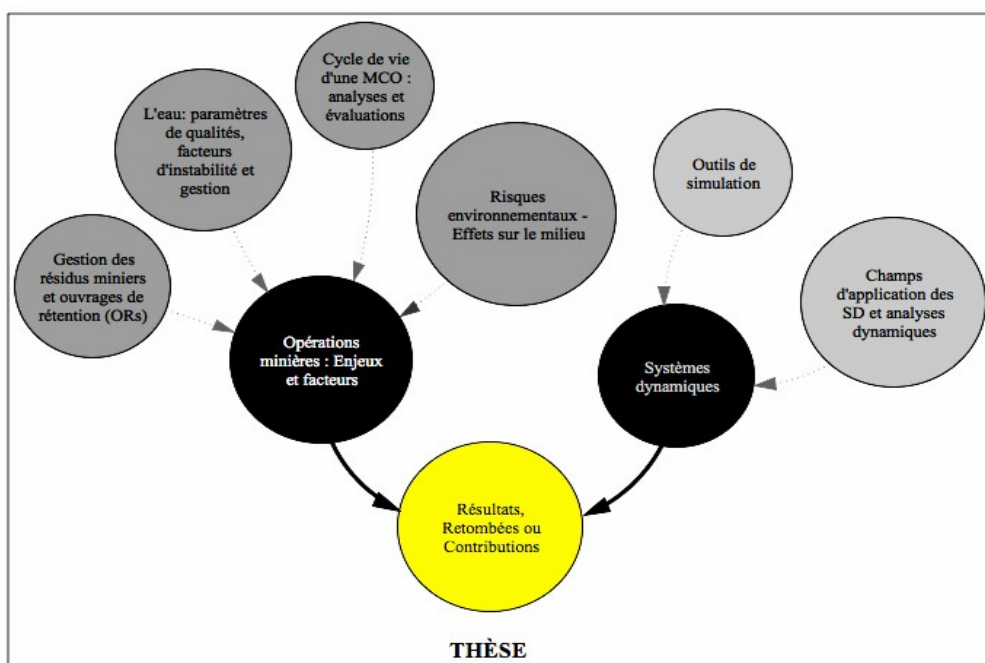 Cycle de vie
d'une MCO :
analyses et
évaluations
L'eau: paramètres
de qualités,
facteurs
d'instabilité et
gestion
Outils de
simulation
Risques
environnementaux -
Effets sur le milieu
Gestion des
résidus miniers
et ouvrages de
rétention (ORs)
Champs
d'application des
SD et analyses
dynamiques
Opérations
minières : Enjeux
et facteurs
Systèmes
dynamiques
Résultats,
Retombées ou
Contributions
THÈSE